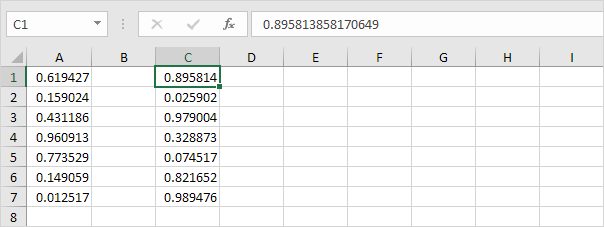 C1 fx 0.895813858170649
A B C D E F G H I
1 0.619427 0.895814
2 0.159024 0.025902
3 0.431186 0.979004
4 0.960913 0.328873
5 0.773529 0.074517
6 0.149059 0.821652
7 0.012517 0.989476
8